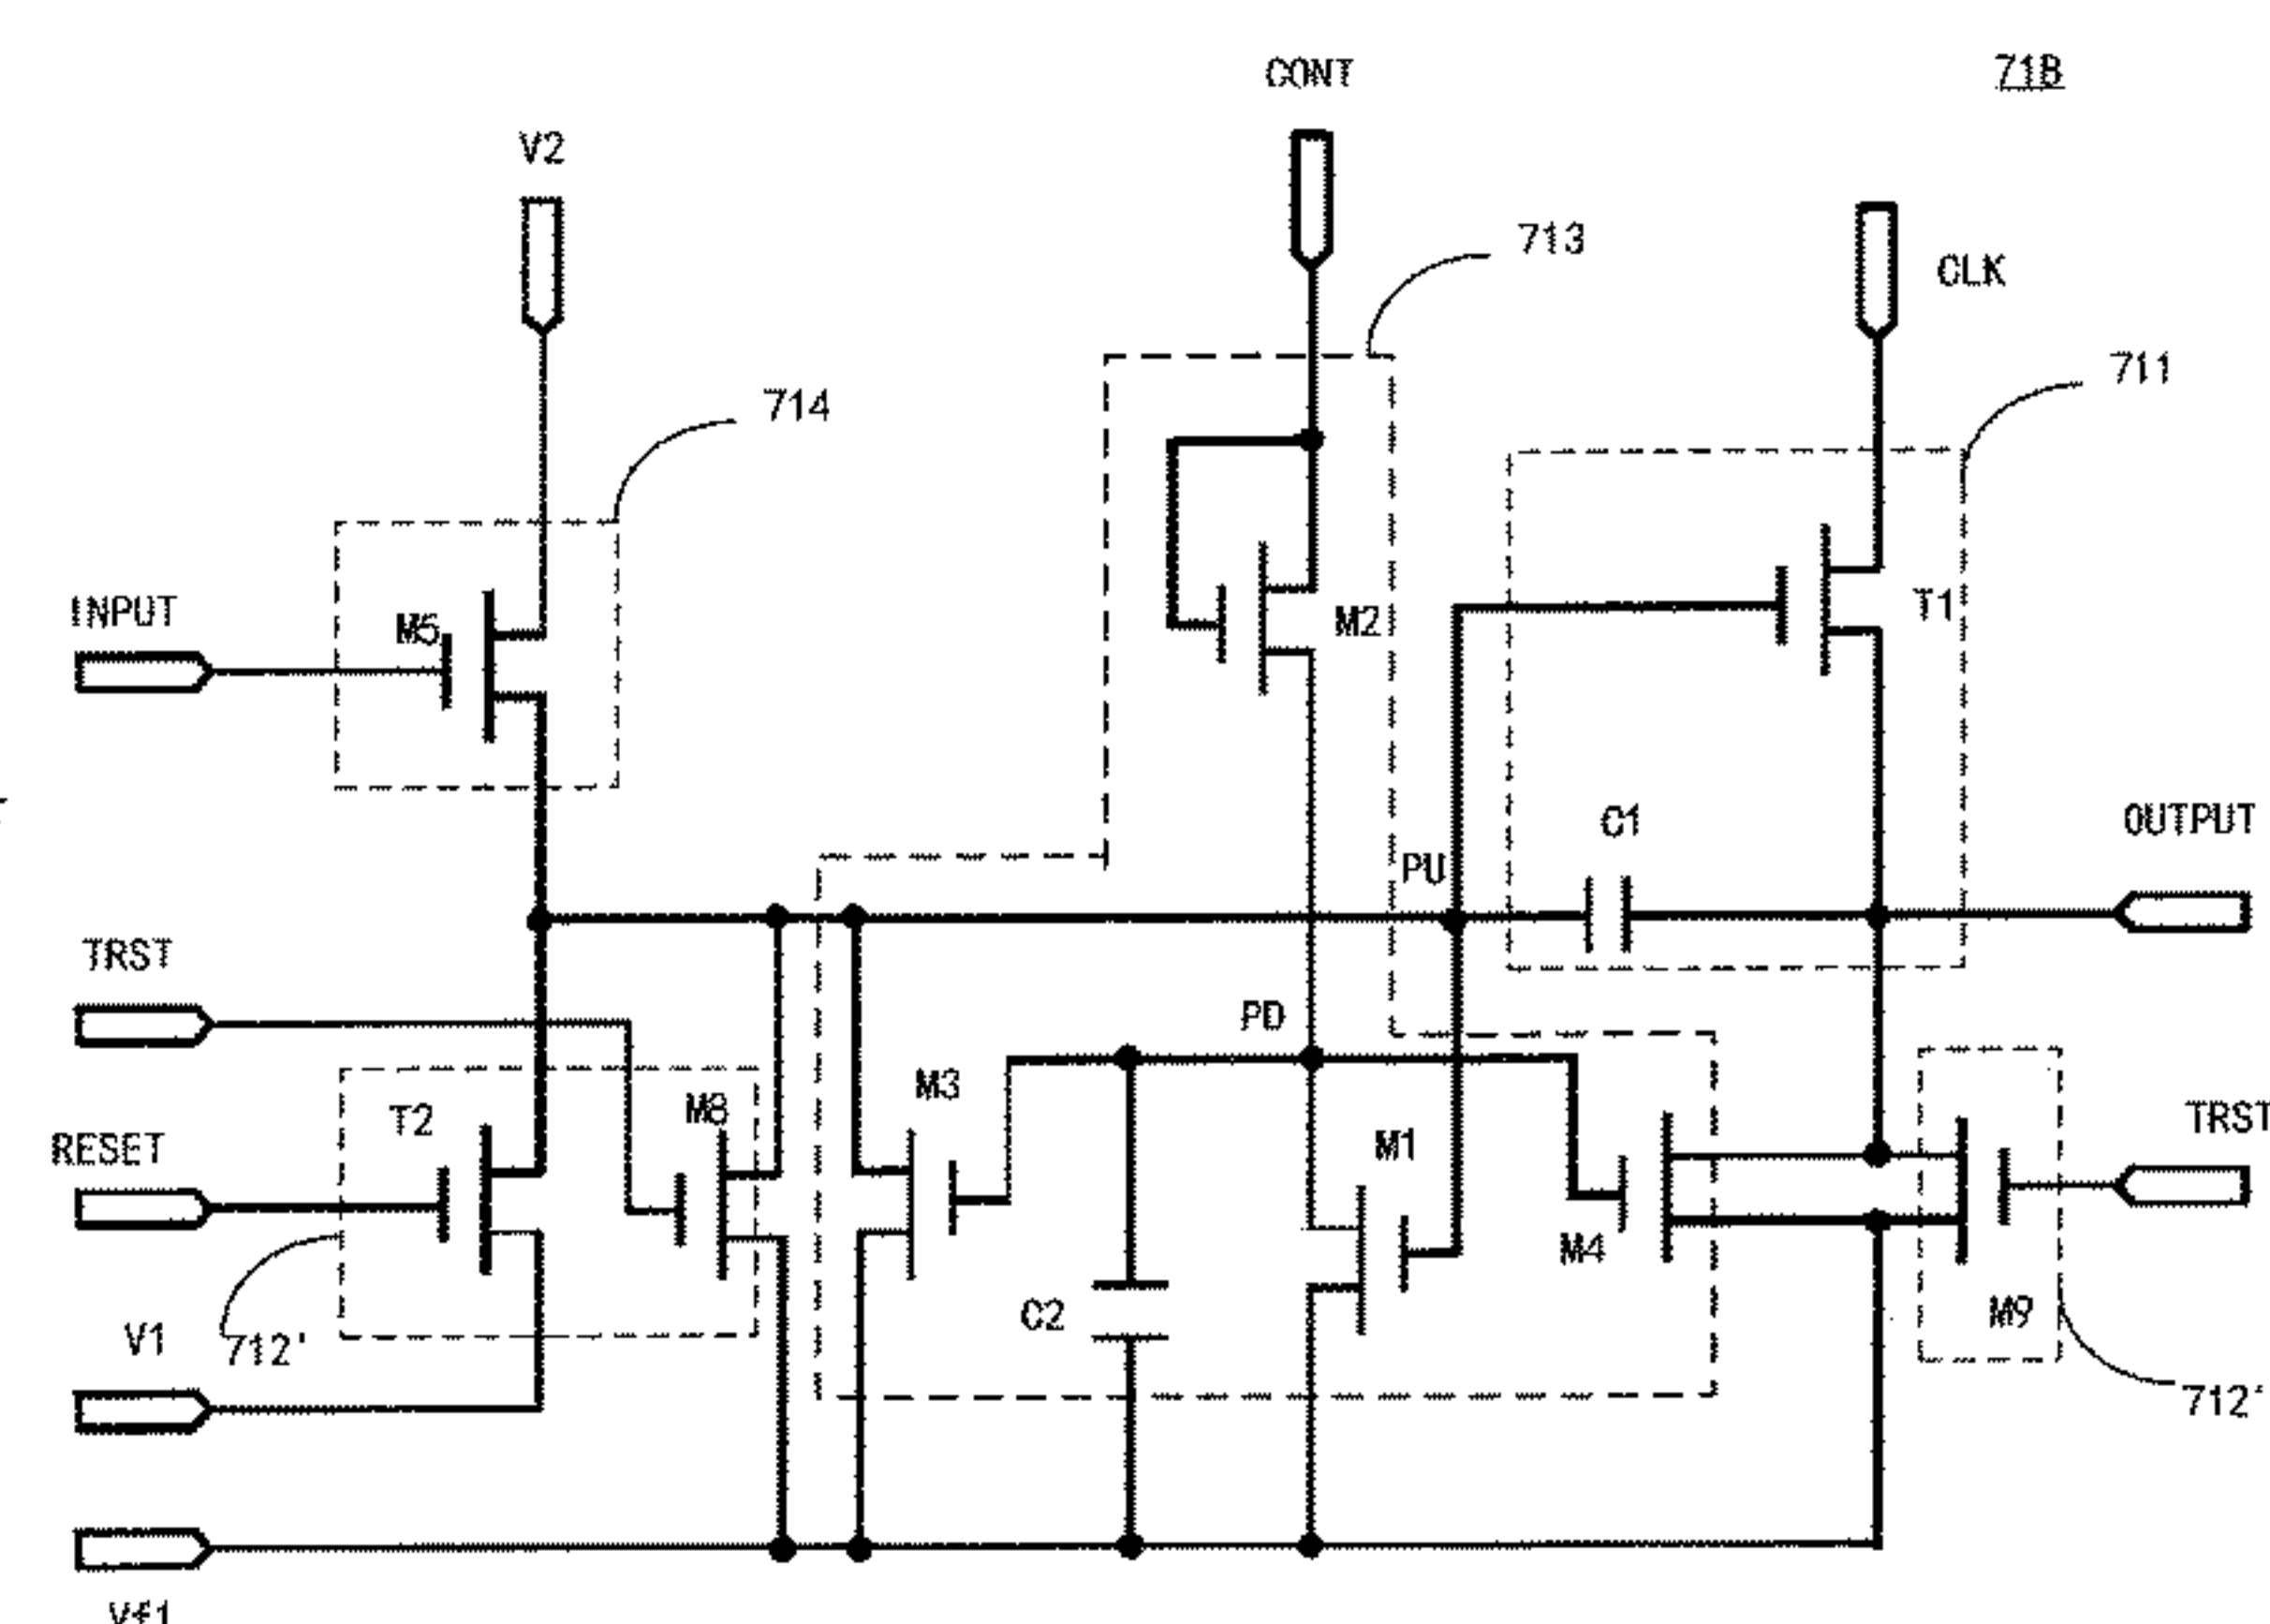 CONT
71B
V2
713
CLK
711
714
INPUT
M5
M2
T1
C1
OUTPUT
PU
TRST
PD
M3
T2
M8
TRST
RESET
M1
M4
C2
M9
V1
712'
712'
Vf1